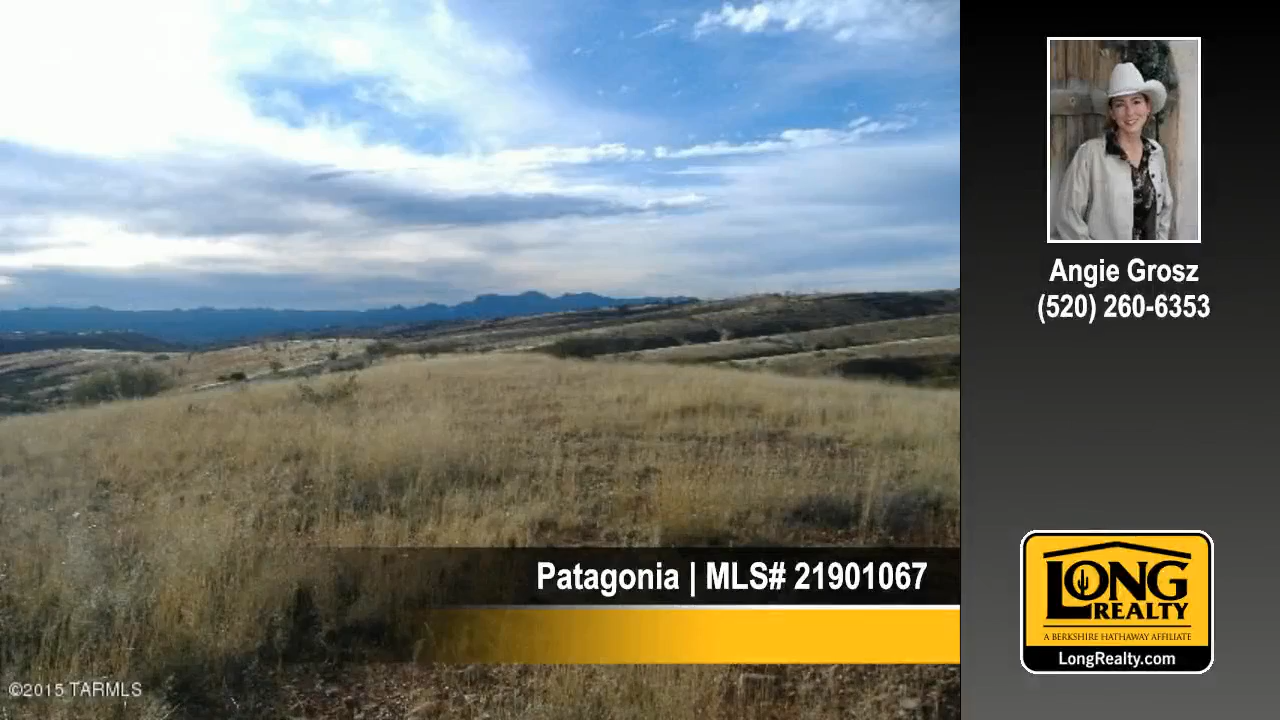 Angie Grosz
(520) 260-6353
Patagonia | MLS# 21901067
LONG
REALTY
A BERKSHIRE HATHAWAY AFFILIATE
LongRealty.com
©2015 TARMLS